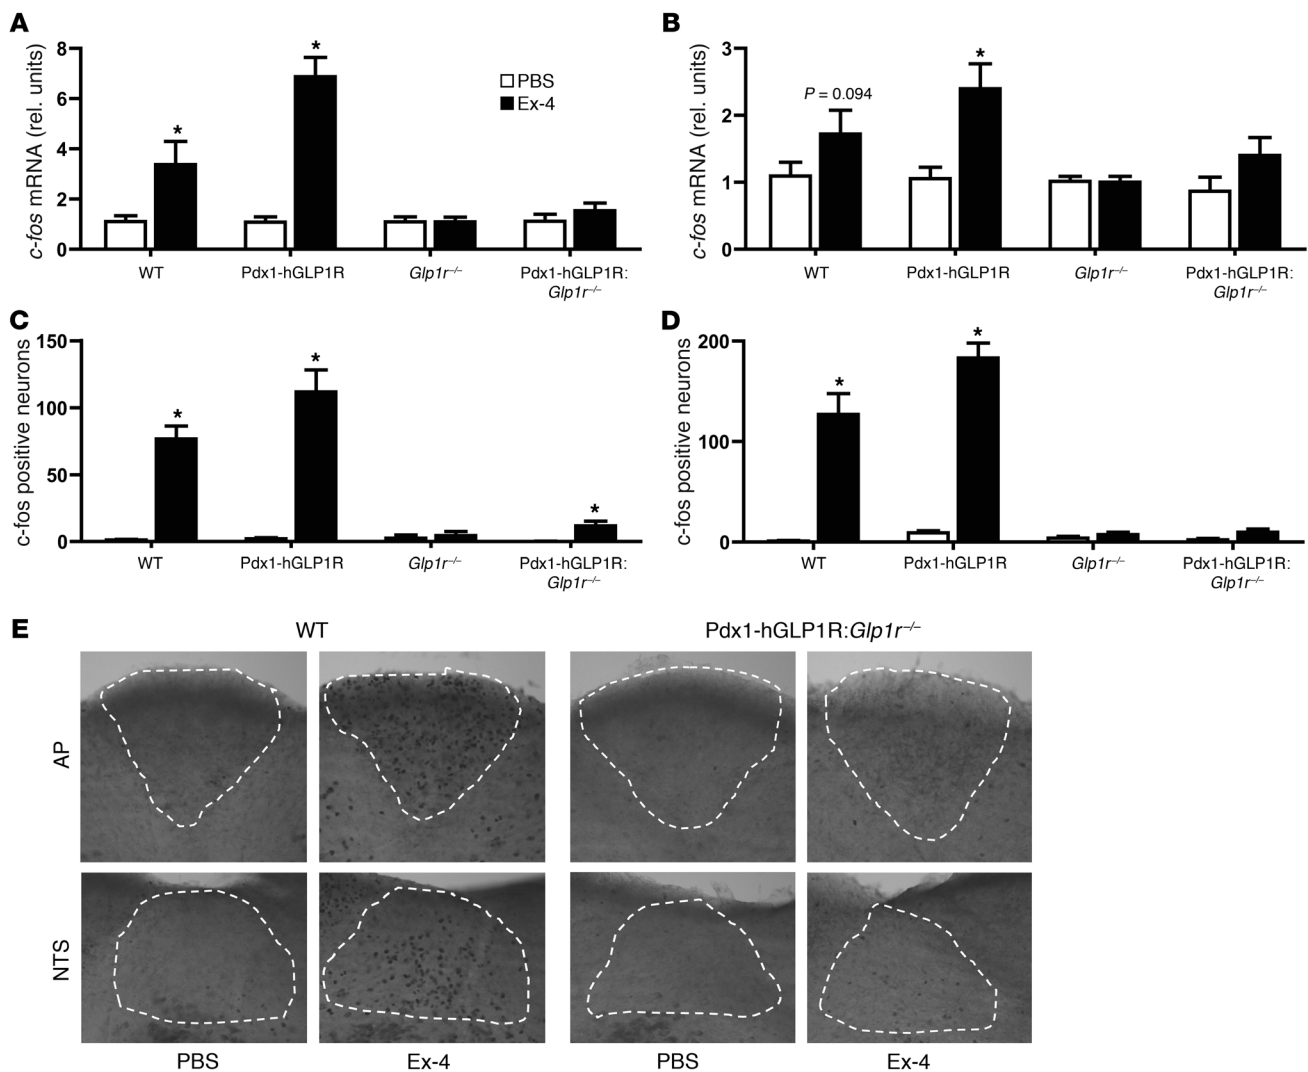 A
c-fos mRNA (rel. units)
8
6
4
2
0
*
*
PBS
Ex-4
WT
Pdx1-hGLP1R
Glp1r–/–
Pdx1-hGLP1R:
Glp1r–/–
B
c-fos mRNA (rel. units)
3
2
1
0
P = 0.094
*
WT
Pdx1-hGLP1R
Glp1r–/–
Pdx1-hGLP1R:
Glp1r–/–
C
c-fos positive neurons
150
100
50
0
*
*
*
WT
Pdx1-hGLP1R
Glp1r–/–
Pdx1-hGLP1R:
Glp1r–/–
D
c-fos positive neurons
200
100
0
*
*
WT
Pdx1-hGLP1R
Glp1r–/–
Pdx1-hGLP1R:
Glp1r–/–
E
WT
Pdx1-hGLP1R:Glp1r–/–
AP
NTS
PBS
Ex-4
PBS
Ex-4